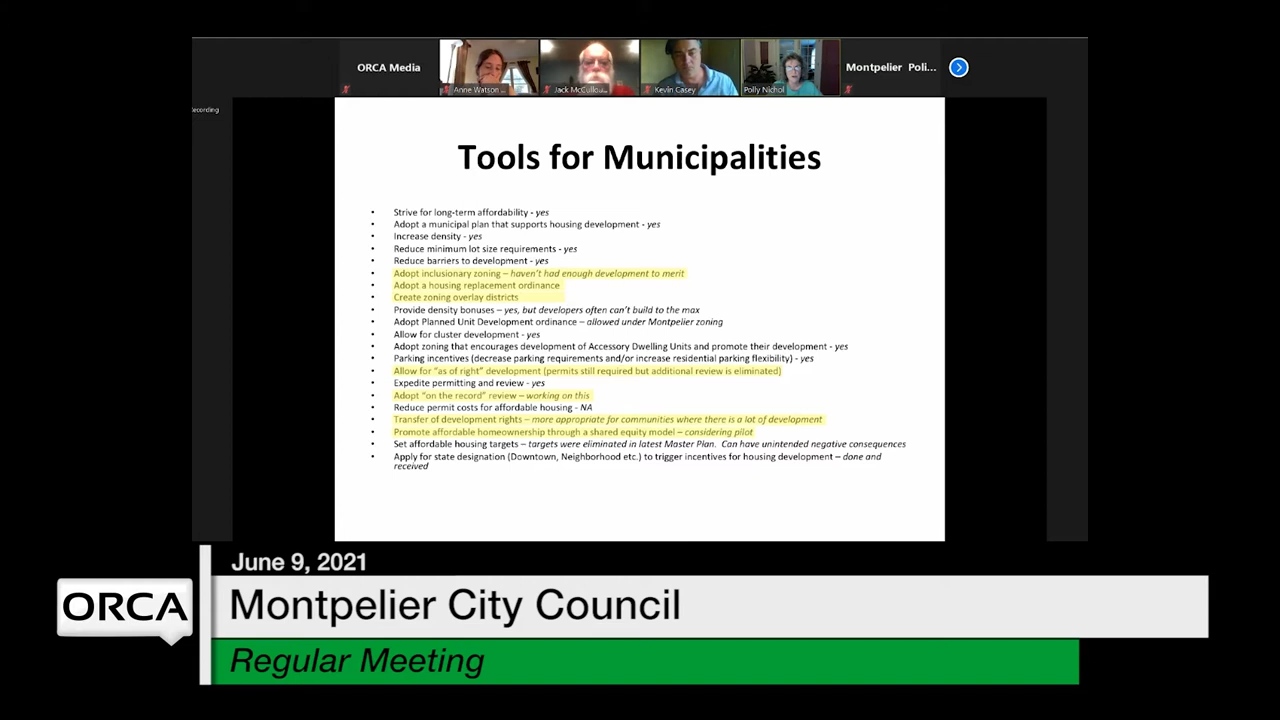 ORCA Media
Anne Watson ...
Jack McCullou...
Kevin Casey
Polly Nichol
Montpelier Poli...
ecording
Tools for Municipalities
• Strive for long-term affordability - yes
• Adopt a municipal plan that supports housing development - yes
• Increase density - yes
• Reduce minimum lot size requirements - yes
• Reduce barriers to development - yes
• Adopt inclusionary zoning – haven't had enough development to merit
• Adopt a housing replacement ordinance
• Create zoning overlay districts
• Provide density bonuses – yes, but developers often can't build to the max
• Adopt Planned Unit Development ordinance – allowed under Montpelier zoning
• Allow for cluster development - yes
• Adopt zoning that encourages development of Accessory Dwelling Units and promote their development - yes
• Parking incentives (decrease parking requirements and/or increase residential parking flexibility) - yes
• Allow for "as of right" development (permits still required but additional review is eliminated)
• Expedite permitting and review - yes
• Adopt "on the record" review – working on this
• Reduce permit costs for affordable housing - NA
• Transfer of development rights – more appropriate for communities where there is a lot of development
• Promote affordable homeownership through a shared equity model – considering pilot
• Set affordable housing targets – targets were eliminated in latest Master Plan. Can have unintended negative consequences
• Apply for state designation (Downtown, Neighborhood etc.) to trigger incentives for housing development – done and
received
June 9, 2021
ORCA
Montpelier City Council
Regular Meeting